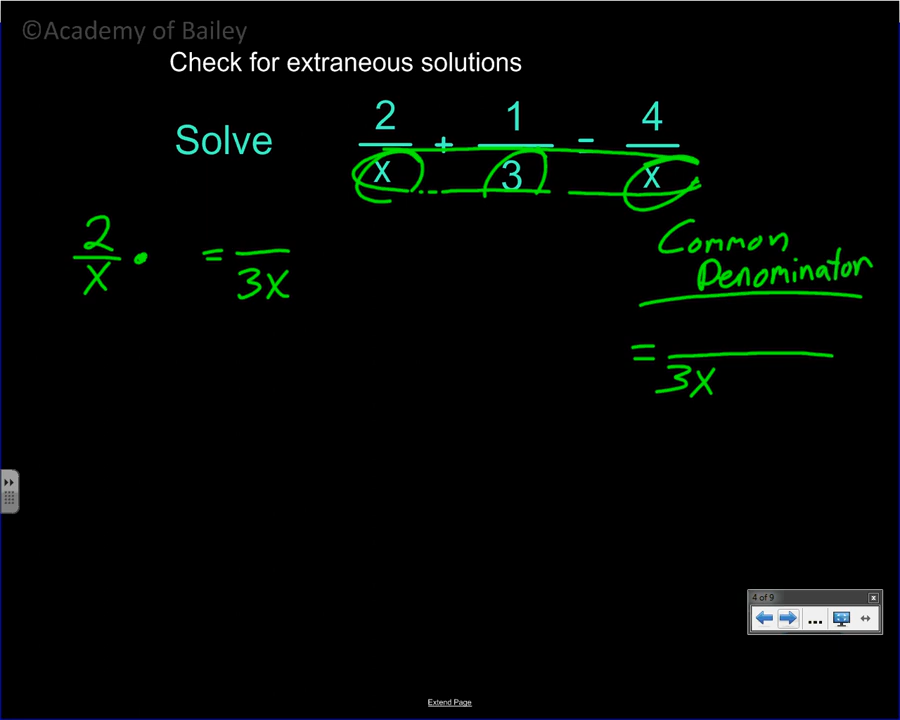 ©Academy of Bailey
Check for extraneous solutions
Solve 2/x + 1/3 - 4/x
2/x · = /3x
Common
Denominator
= /3x
4 of 9
Extend Page